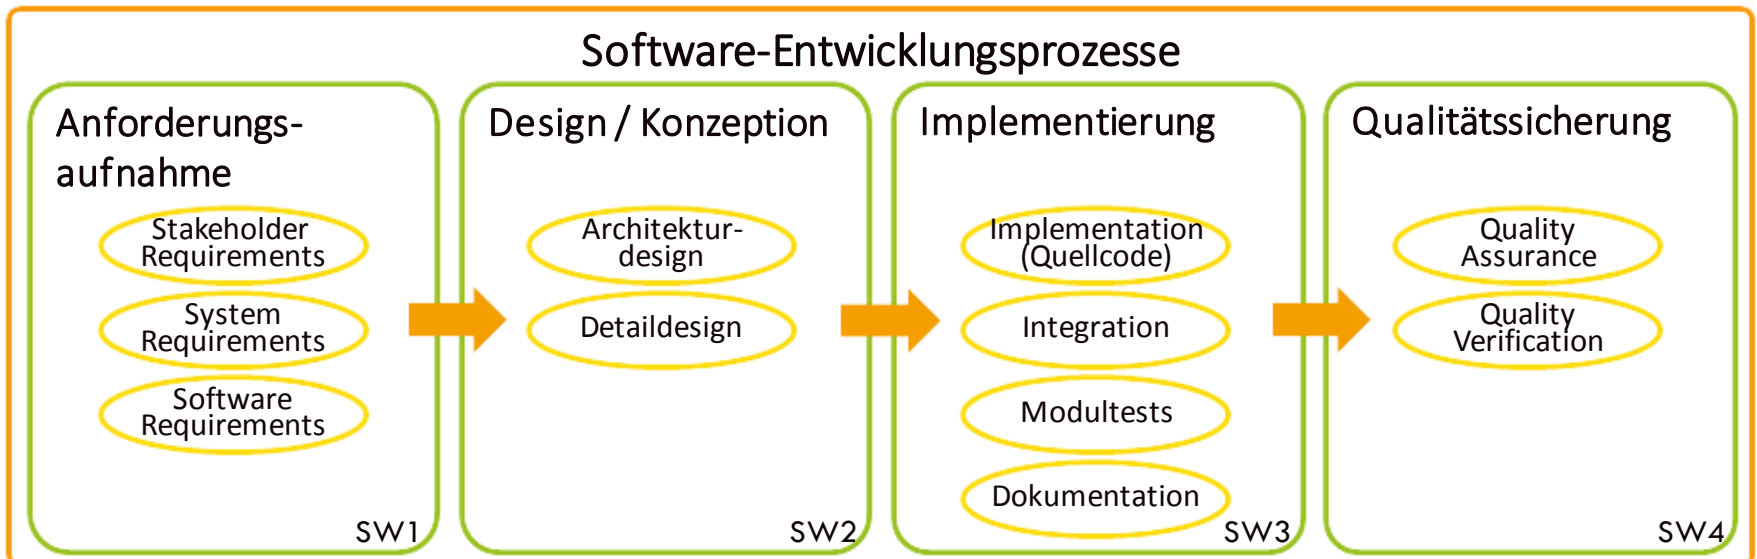 Software-Entwicklungsprozesse
Anforderungs-
aufnahme
Stakeholder
Requirements
System
Requirements
Software
Requirements
SW1
Design / Konzeption
Architektur-
design
Detaildesign
SW2
Implementierung
Implementation
(Quellcode)
Integration
Modultests
Dokumentation
SW3
Qualitätssicherung
Quality
Assurance
Quality
Verification
SW4